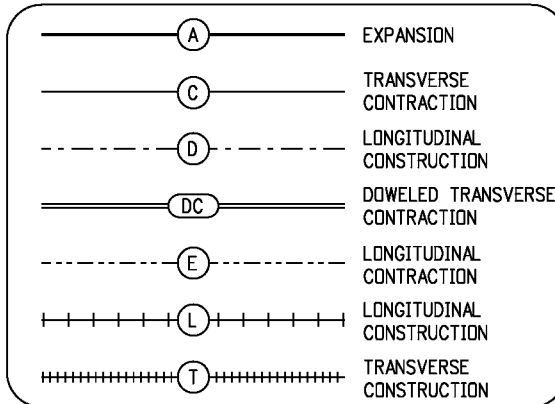 A EXPANSION
C TRANSVERSE
CONTRACTION
D LONGITUDINAL
CONSTRUCTION
DC DOWELED TRANSVERSE
CONTRACTION
E LONGITUDINAL
CONTRACTION
L LONGITUDINAL
CONSTRUCTION
T TRANSVERSE
CONSTRUCTION